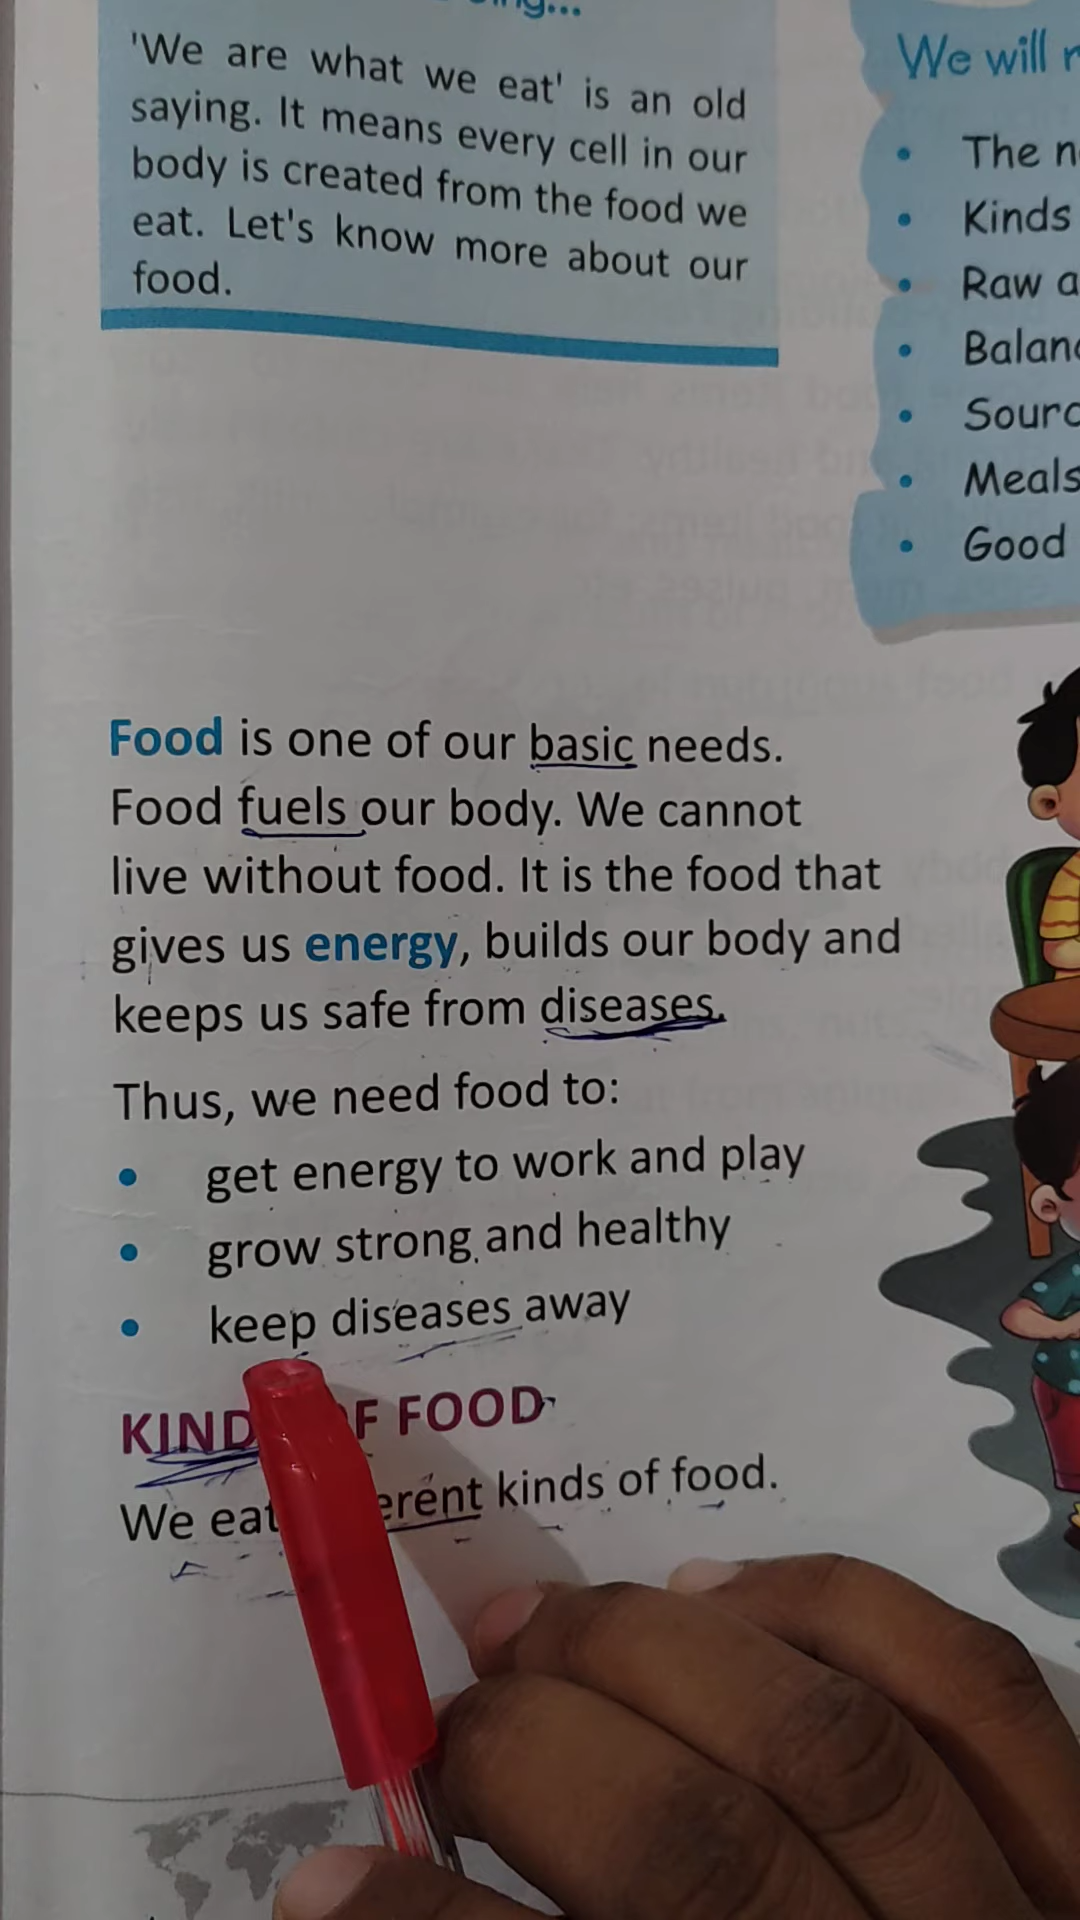 'We are what we eat' is an old
saying. It means every cell in our
body is created from the food we
eat. Let's know more about our
food.
We will
The
Kinds
Raw
Meals
Good
Food is one of our basic needs.
Food fuels our body. We cannot
live without food. It is the food that
gives us energy, builds our body and
keeps us safe from diseases.
Thus, we need food to:
• get energy to work and play
• grow strong and healthy
• keep diseases away
FOOD
We eat kinds of food.